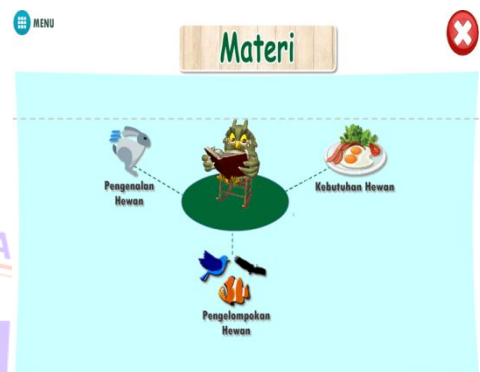 MENU
Materi
Pengenalan
Hewan
Kebutuhan Hewan
Pengelompokan
Hewan
A